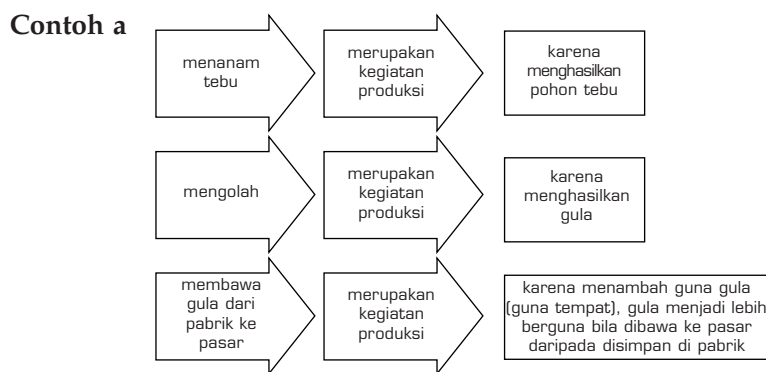 Contoh a
menanam
tebu
merupakan
kegiatan
produksi
karena
menghasilkan
pohon tebu
mengolah
merupakan
kegiatan
produksi
karena
menghasilkan
gula
membawa
gula dari
pabrik ke
pasar
merupakan
kegiatan
produksi
karena menambah guna gula
(guna tempat), gula menjadi lebih
berguna bila dibawa ke pasar
daripada disimpan di pabrik